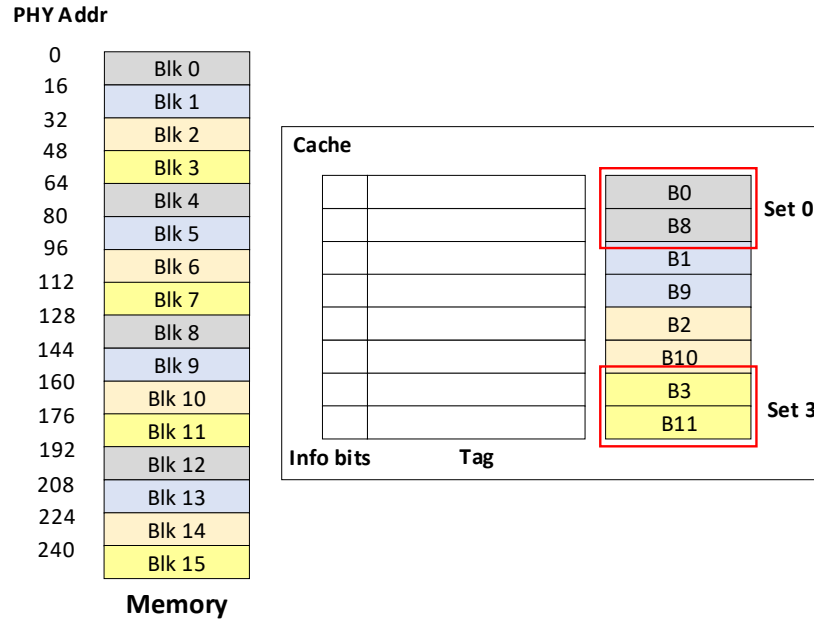 PHY Addr
0
16
32
48
64
80
96
112
128
144
160
176
192
208
224
240
Blk 0
Blk 1
Blk 2
Blk 3
Blk 4
Blk 5
Blk 6
Blk 7
Blk 8
Blk 9
Blk 10
Blk 11
Blk 12
Blk 13
Blk 14
Blk 15
Memory
Cache
B0
B8
B1
B9
B2
B10
B3
B11
Set 0
Set 3
Info bits
Tag